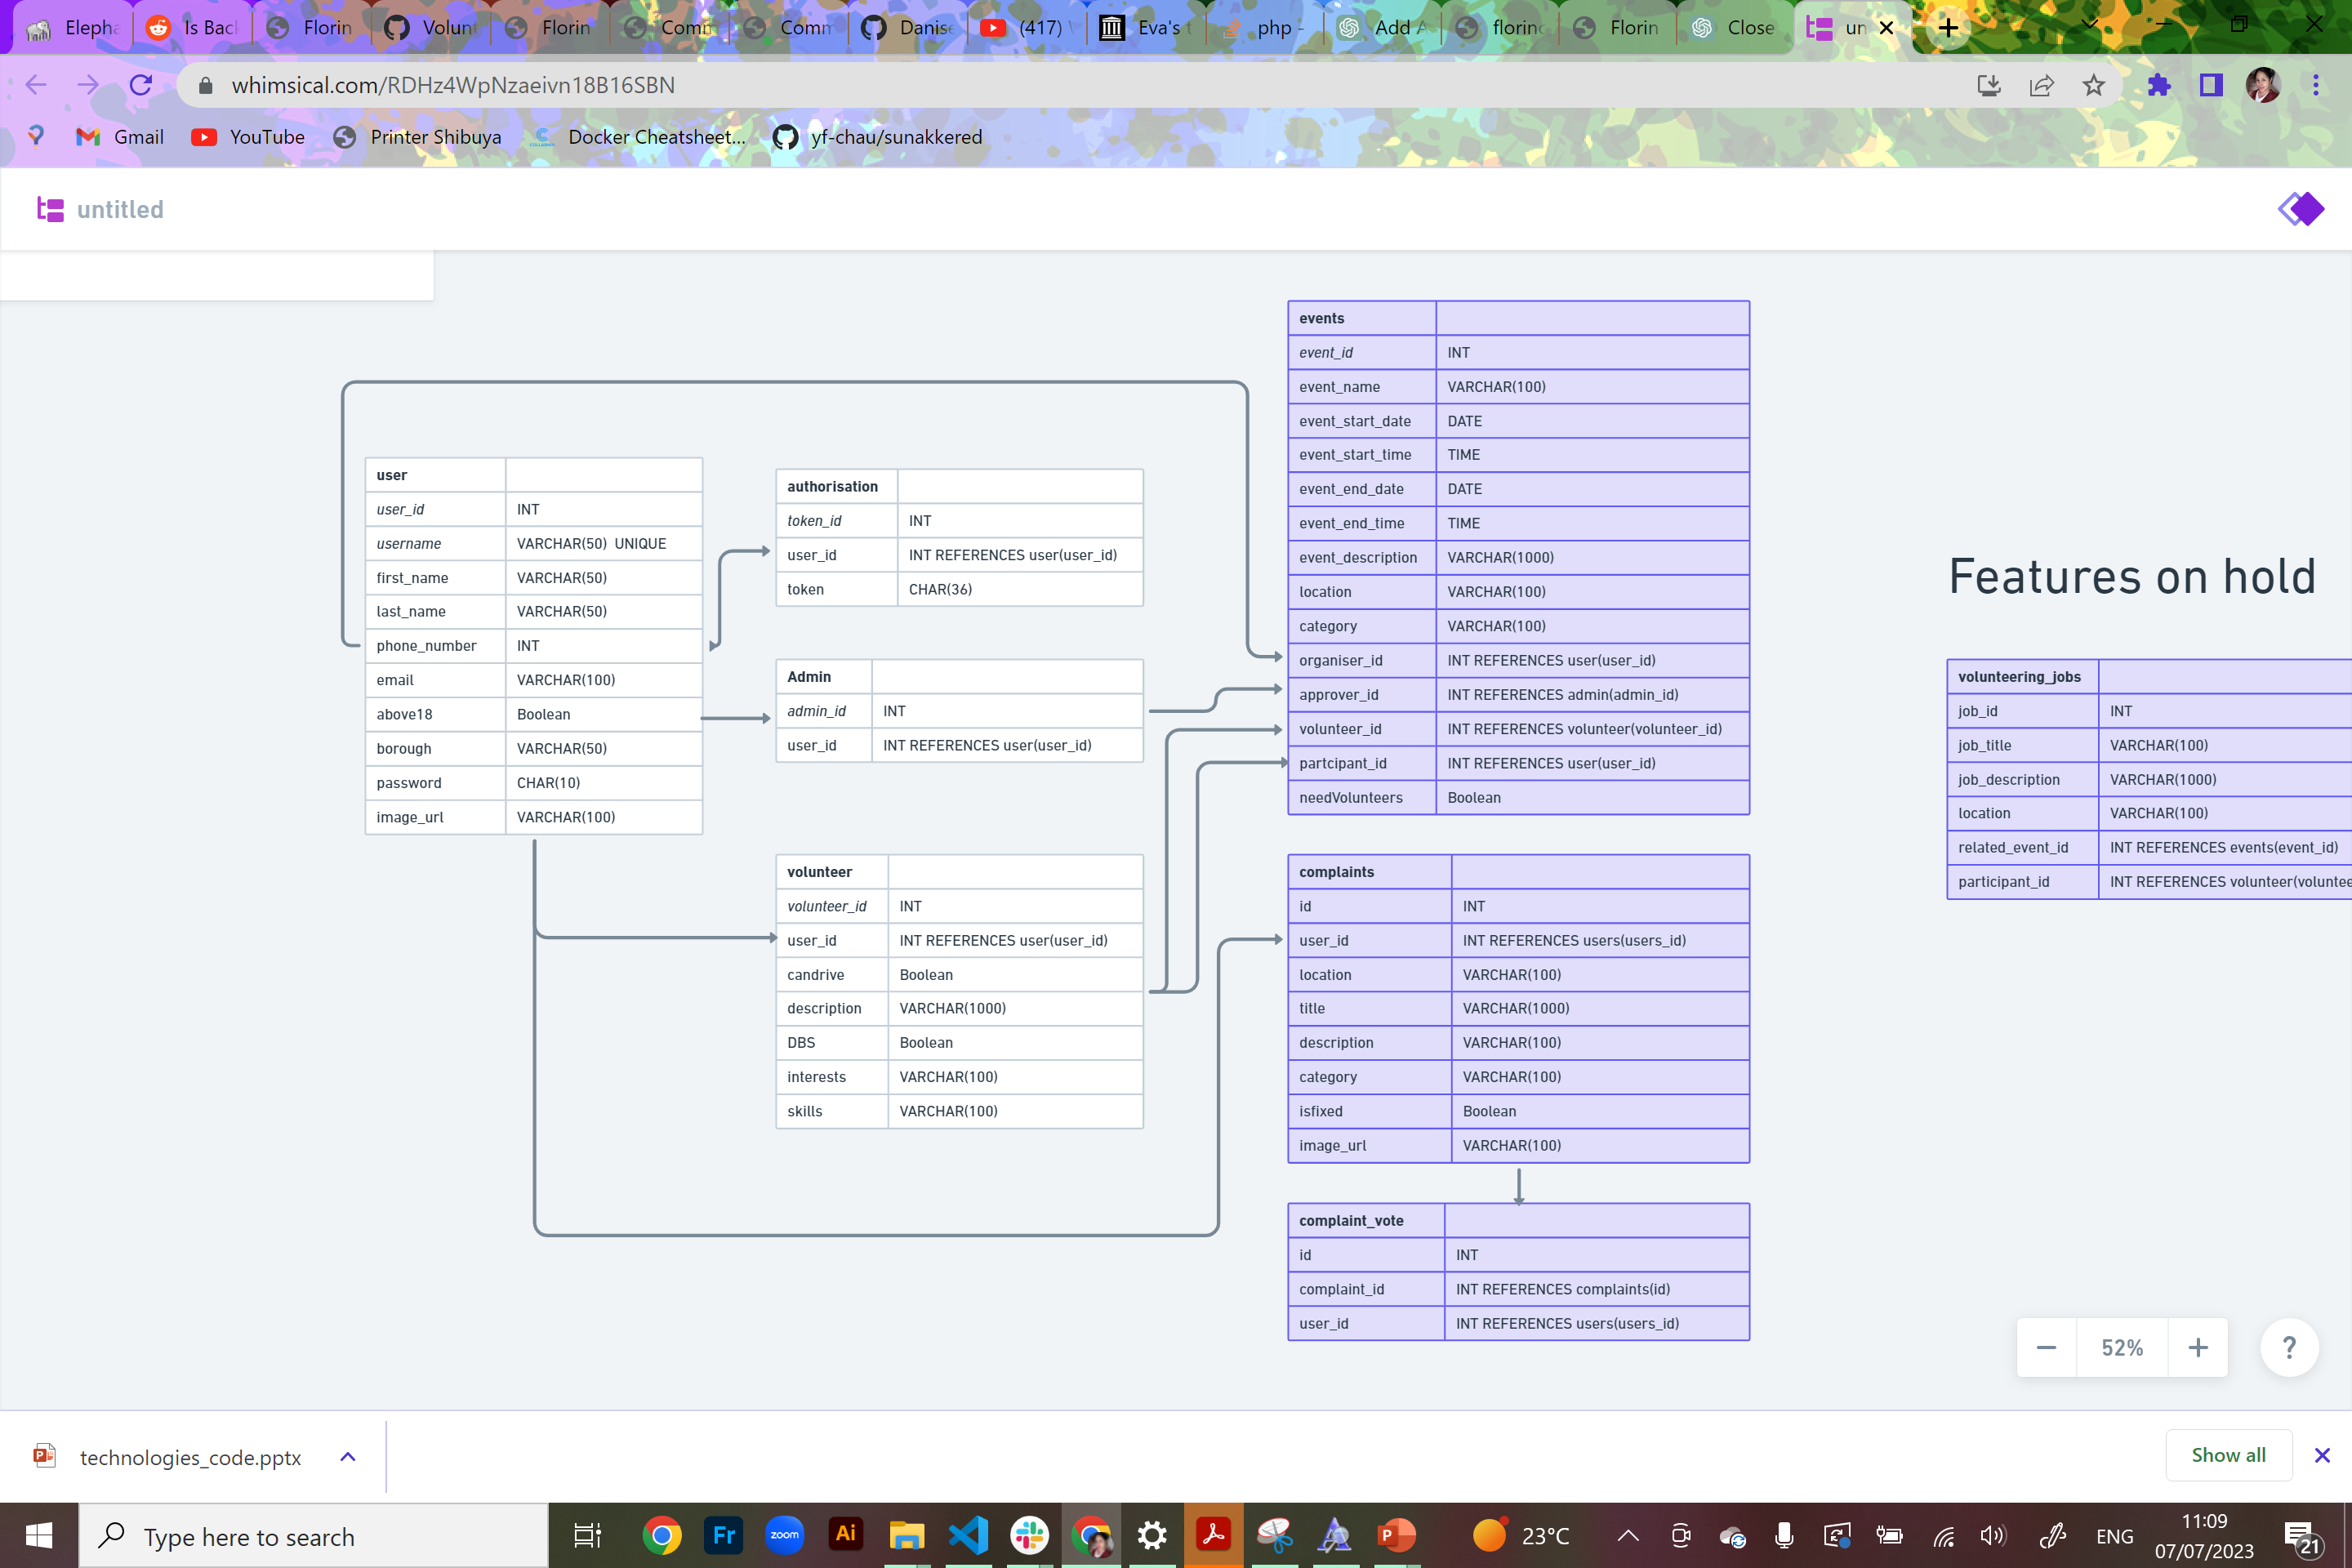 Elepha
Is Back
Florin
Volunt
Florin
Comm
Comm
Danise
(417)
Eva's t
php -
Add A
florinc
Florin
Close
un
whimsical.com/RDHz4WpNzaeivn18B16SBN
Gmail
YouTube
Printer Shibuya
Docker Cheatsheet...
yf-chau/sunakkered
untitled
user
user_id INT
username VARCHAR(50) UNIQUE
first_name VARCHAR(50)
last_name VARCHAR(50)
phone_number INT
email VARCHAR(100)
above18 Boolean
borough VARCHAR(50)
password CHAR(10)
image_url VARCHAR(100)
authorisation
token_id INT
user_id INT REFERENCES user(user_id)
token CHAR(36)
Admin
admin_id INT
user_id INT REFERENCES user(user_id)
volunteer
volunteer_id INT
user_id INT REFERENCES user(user_id)
candrive Boolean
description VARCHAR(1000)
DBS Boolean
interests VARCHAR(100)
skills VARCHAR(100)
events
event_id INT
event_name VARCHAR(100)
event_start_date DATE
event_start_time TIME
event_end_date DATE
event_end_time TIME
event_description VARCHAR(1000)
location VARCHAR(100)
category VARCHAR(100)
organiser_id INT REFERENCES user(user_id)
approver_id INT REFERENCES admin(admin_id)
volunteer_id INT REFERENCES volunteer(volunteer_id)
partcipant_id INT REFERENCES user(user_id)
needVolunteers Boolean
complaints
id INT
user_id INT REFERENCES users(users_id)
location VARCHAR(100)
title VARCHAR(1000)
description VARCHAR(100)
category VARCHAR(100)
isfixed Boolean
image_url VARCHAR(100)
complaint_vote
id INT
complaint_id INT REFERENCES complaints(id)
user_id INT REFERENCES users(users_id)
Features on hold
volunteering_jobs
job_id INT
job_title VARCHAR(100)
job_description VARCHAR(1000)
location VARCHAR(100)
related_event_id INT REFERENCES events(event_id)
participant_id INT REFERENCES volunteer(voluntee
52%
?
technologies_code.pptx
Show all
Type here to search
Fr
zoom
Ai
P
23°C
ENG
11:09
07/07/2023
21